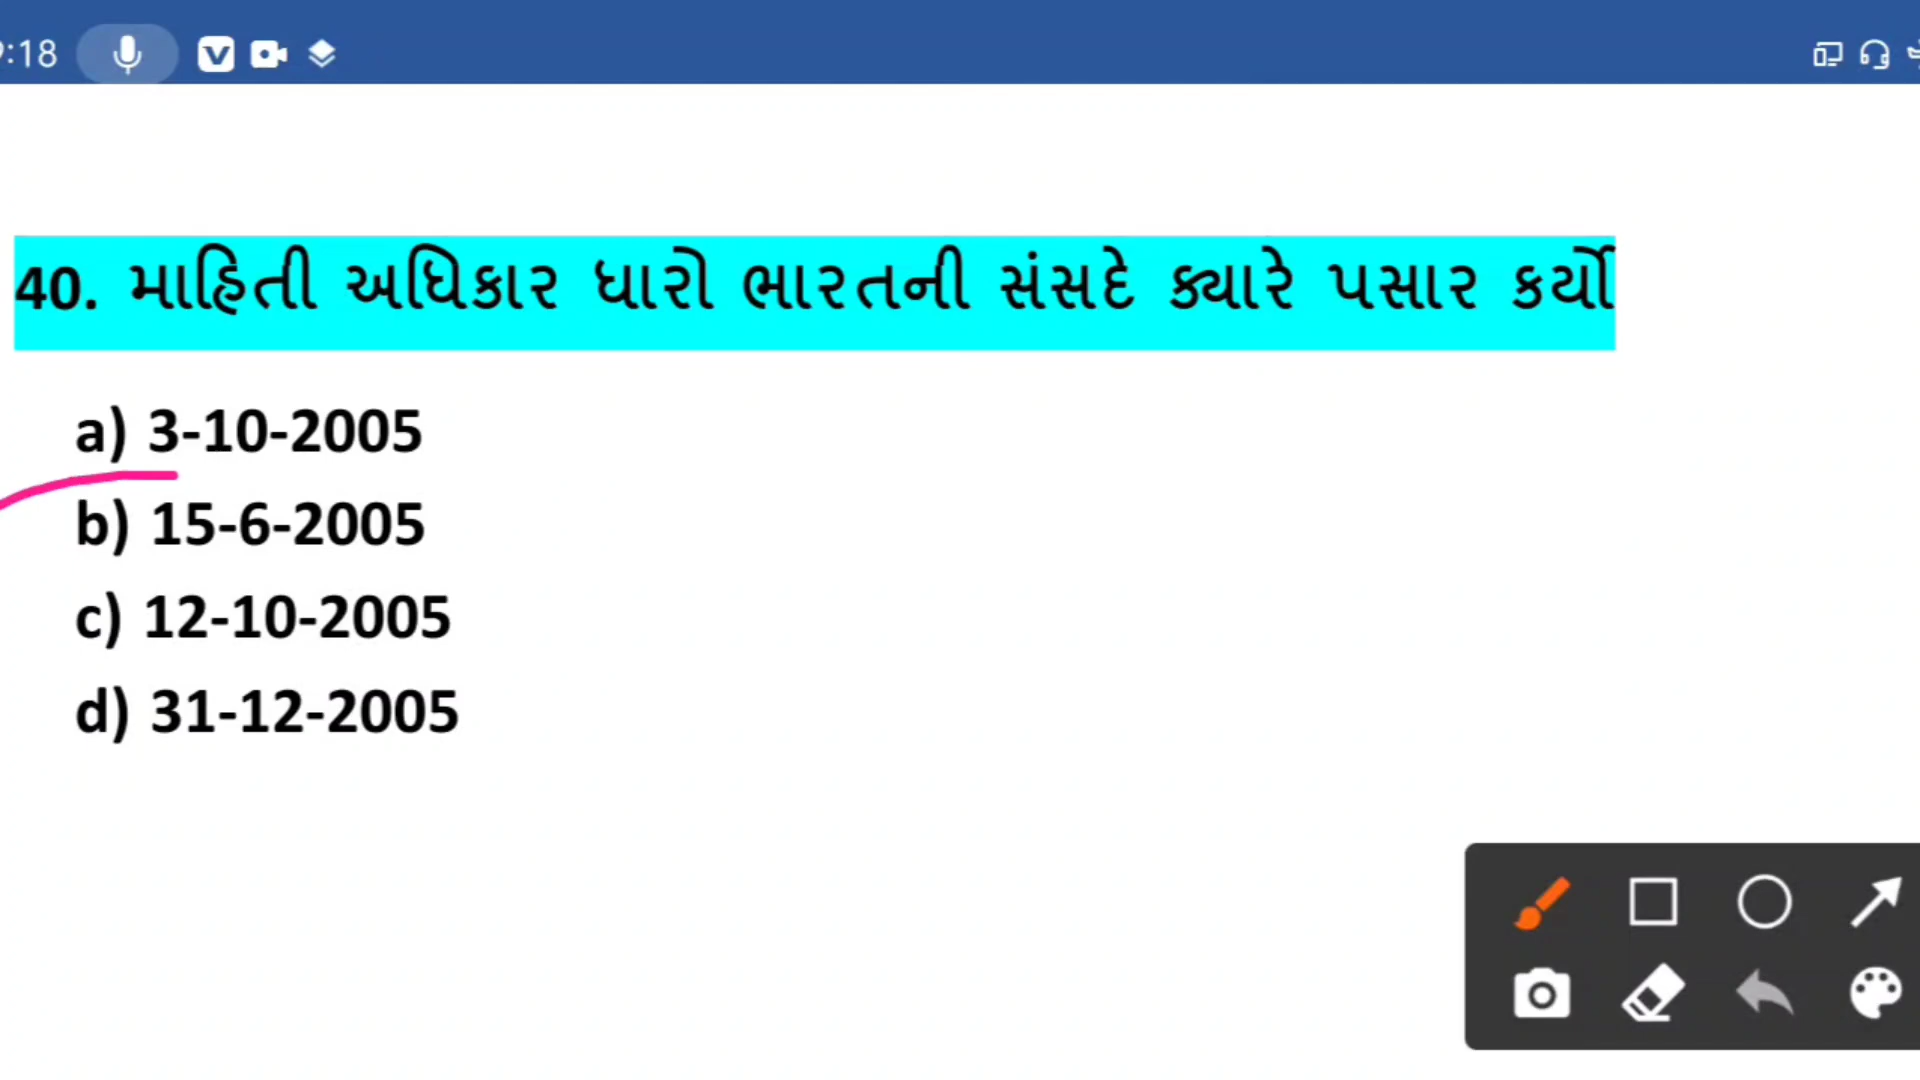 :18
40. માહિતી અધિકાર ધારો ભારતની સંસદે ક્યારે પસાર કર્યો
a) 3-10-2005
b) 15-6-2005
c) 12-10-2005
d) 31-12-2005